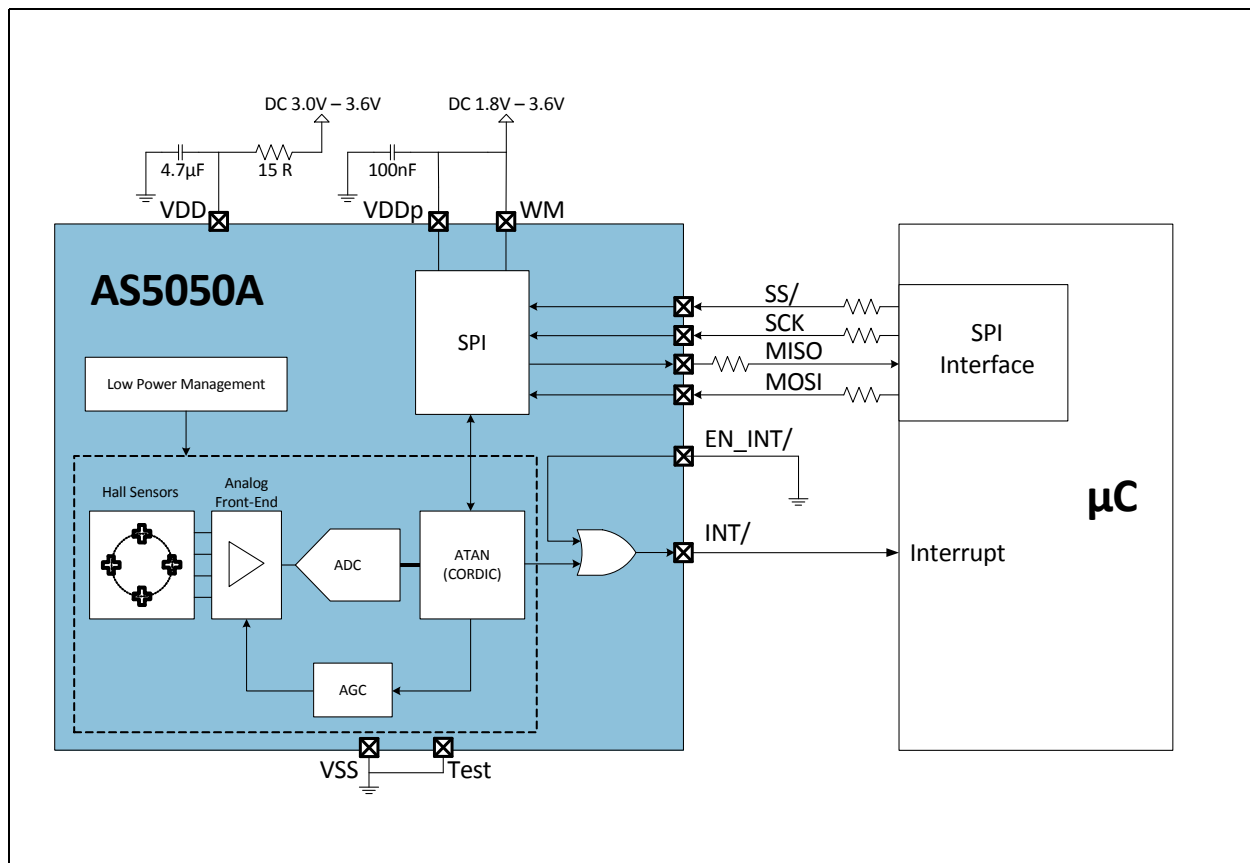 DC 3.0V – 3.6V
DC 1.8V – 3.6V
4.7µF
15 R
100nF
VDD
VDDp
WM
AS5050A
SS/
SCK
MISO
MOSI
SPI
SPI
Interface
Low Power Management
EN_INT/
µC
Hall Sensors
Analog
Front-End
ADC
ATAN
(CORDIC)
INT/
Interrupt
AGC
VSS
Test